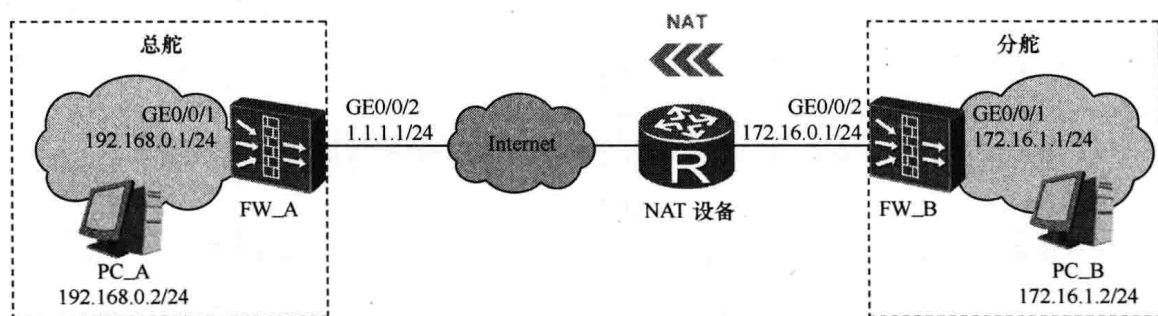 总舵
GE0/0/1
192.168.0.1/24
FW_A
PC_A
192.168.0.2/24
GE0/0/2
1.1.1.1/24
Internet
NAT
R
NAT 设备
GE0/0/2
172.16.0.1/24
分舵
GE0/0/1
172.16.1.1/24
FW_B
PC_B
172.16.1.2/24